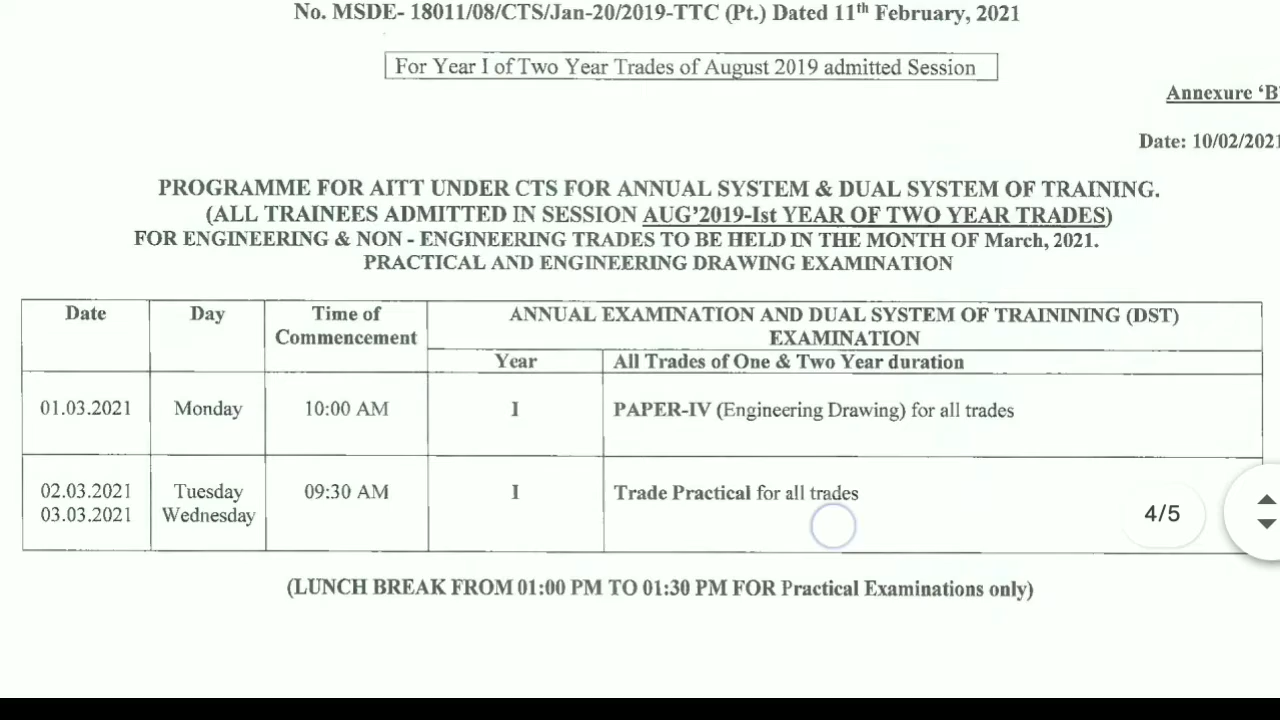 No. MSDE- 18011/08/CTS/Jan-20/2019-TTC (Pt.) Dated 11th February, 2021
For Year I of Two Year Trades of August 2019 admitted Session
Annexure ‘B’
Date: 10/02/2021
PROGRAMME FOR AITT UNDER CTS FOR ANNUAL SYSTEM & DUAL SYSTEM OF TRAINING.
(ALL TRAINEES ADMITTED IN SESSION AUG’2019-Ist YEAR OF TWO YEAR TRADES)
FOR ENGINEERING & NON - ENGINEERING TRADES TO BE HELD IN THE MONTH OF March, 2021.
PRACTICAL AND ENGINEERING DRAWING EXAMINATION
Date Day Time of Commencement ANNUAL EXAMINATION AND DUAL SYSTEM OF TRAININING (DST) EXAMINATION
Year All Trades of One & Two Year duration
01.03.2021 Monday 10:00 AM I PAPER-IV (Engineering Drawing) for all trades
02.03.2021 Tuesday 09:30 AM I Trade Practical for all trades
03.03.2021 Wednesday
4/5
(LUNCH BREAK FROM 01:00 PM TO 01:30 PM FOR Practical Examinations only)